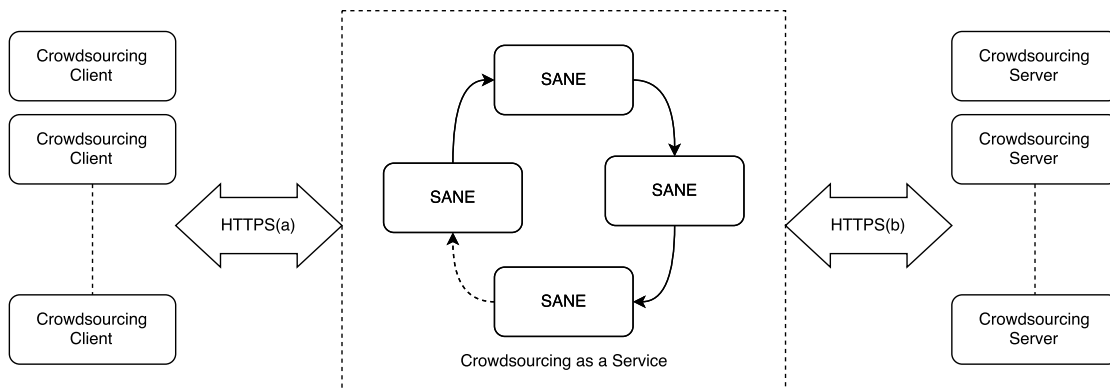 Crowdsourcing
Client
Crowdsourcing
Client
Crowdsourcing
Client
HTTPS(a)
SANE
SANE
SANE
SANE
Crowdsourcing as a Service
HTTPS(b)
Crowdsourcing
Server
Crowdsourcing
Server
Crowdsourcing
Server